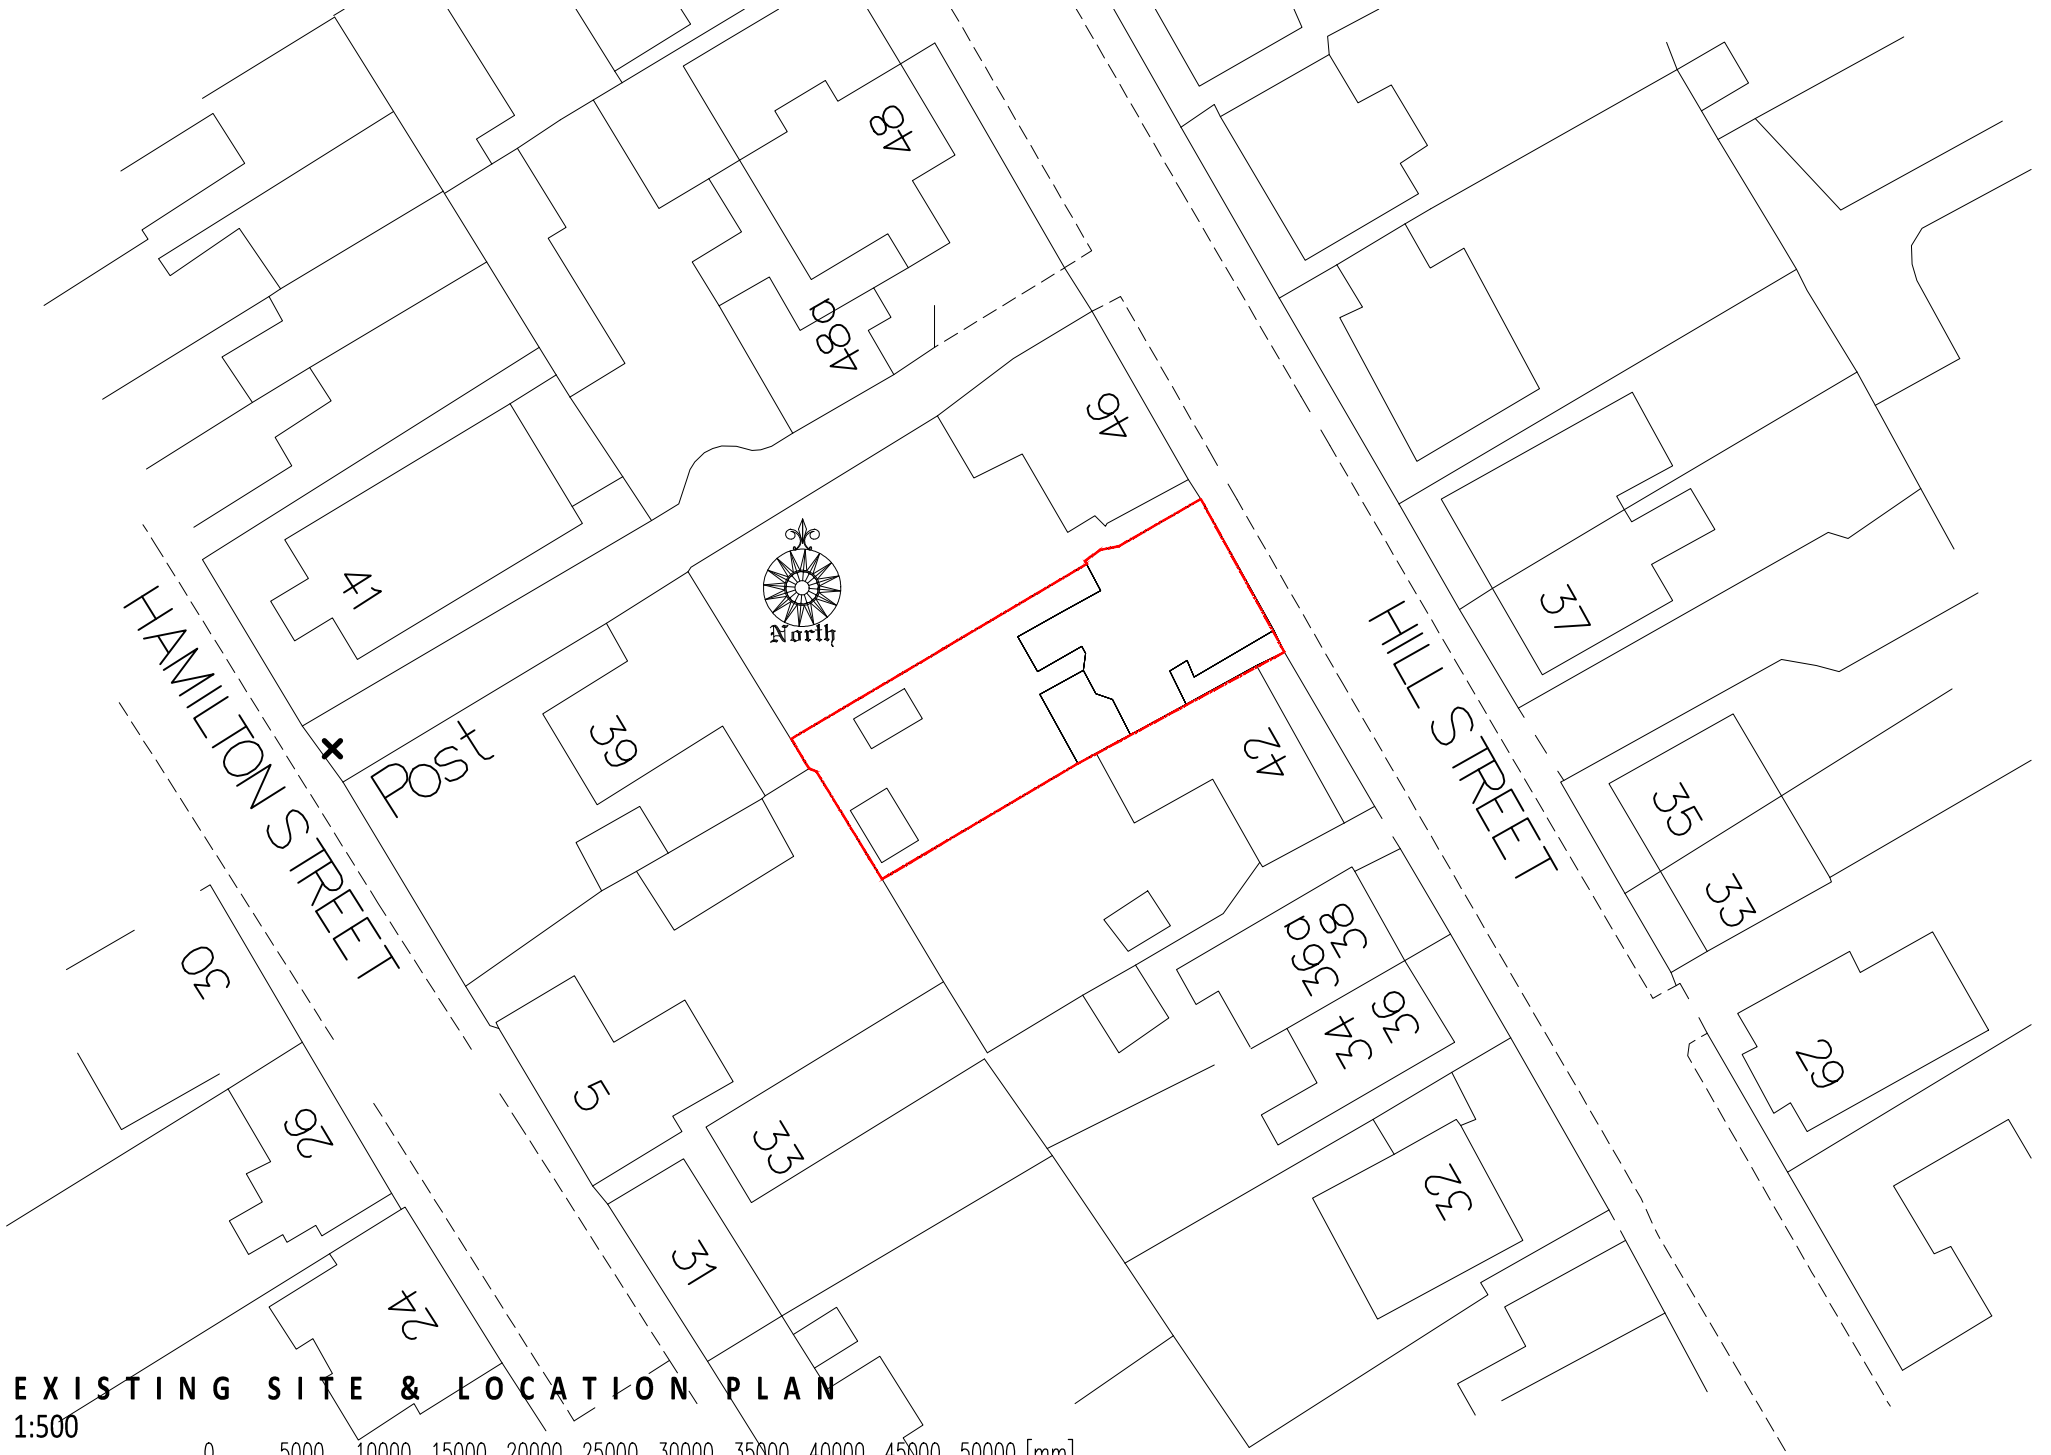 48
48a
46
41
North
HAMILTON STREET
Post
39
HILL STREET
37
42
35
33
38
36a
36
34
30
29
5
26
33
32
31
24
EXISTING SITE & LOCATION PLAN
1:500
0 5000 10000 15000 20000 25000 30000 35000 40000 45000 50000 [mm]